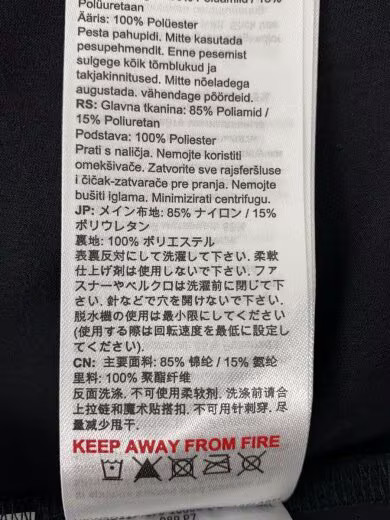 Polüuretaan
Ääris: 100% Polüester
Pesta pahupidi. Mitte kasutada
pesupehmendit. Enne pesemist
sulgege kõik tõmblukud ja
takjakinnitused. Mitte nõeladega
augustada. vähendage pöördeid.
RS: Glavna tkanina: 85% Poliamid /
15% Poliuretan
Podstava: 100% Poliester
Prati s naličja. Nemojte koristiti
omekšivače. Zatvorite sve rajsferšluse
i čičak-zatvarače pre pranja. Nemojte
bušiti iglama. Minimizirati centrifugu.
JP: メイン布地: 85% ナイロン / 15%
ポリウレタン
裏地: 100% ポリエステル
表裏反対にして洗濯して下さい. 柔軟
仕上げ剤は使用しないで下さい. ファ
スナーやベルクロは洗濯前に閉じて下
さい. 針などで穴を開けないで下さい.
脱水機の使用は最小限にしてください
(使用する際は回転速度を最低に設定し
てください).
CN: 主要面料: 85% 锦纶 / 15% 氨纶
里料: 100% 聚酯纤维
反面洗涤. 不可使用柔软剂. 洗涤前请合
上拉链和魔术贴搭扣. 不可用针刺穿. 尽
量减少甩干.
KEEP AWAY FROM FIRE